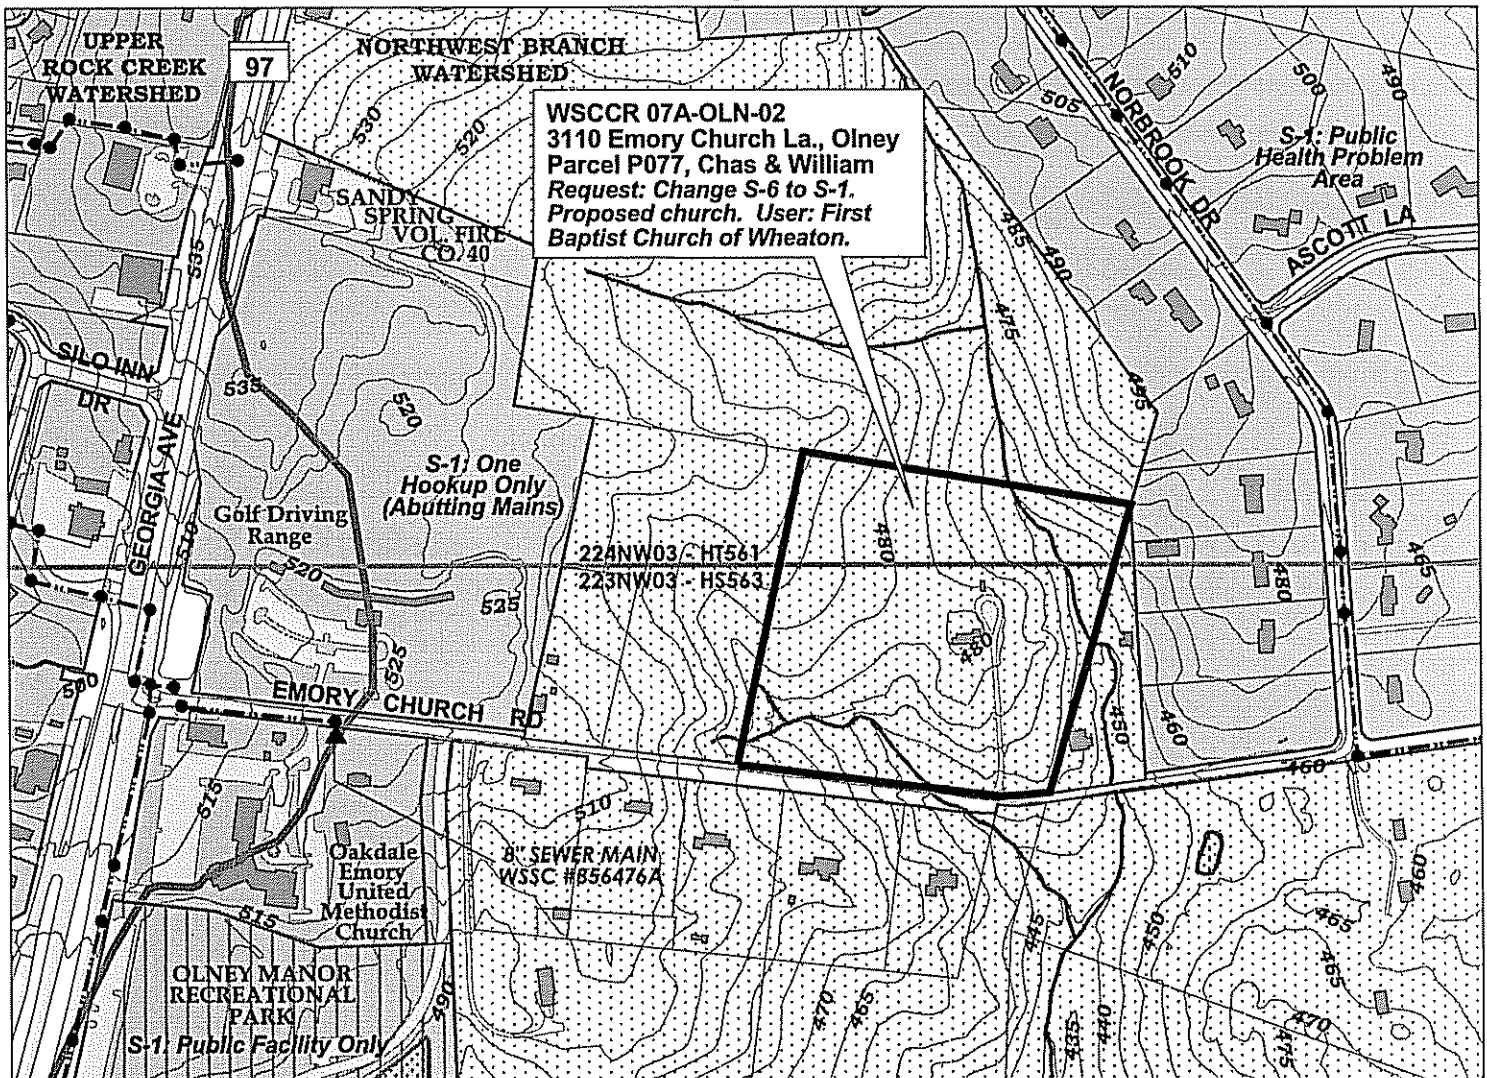 UPPER
ROCK CREEK
WATERSHED
97
NORTHWEST BRANCH
WATERSHED
530
520
WSCCR 07A-OLN-02
3110 Emory Church La., Olney
Parcel P077, Chas & William
Request: Change S-6 to S-1.
Proposed church. User: First
Baptist Church of Wheaton.
505
NORBROOK DR
510
500
490
S-1: Public
Health Problem
Area
ASCOTT LA
SANDY
SPRING
VOL. FIRE
CO. 40
535
485
490
475
SILO INN
DR
535
520
GEORGIA AVE
510
S-1: One
Hookup Only
(Abutting Mains)
Golf Driving
Range
520
525
224NW03 - HT561
223NW03 - HS563
480
480
480
465
525
500
EMORY CHURCH RD
450
460
460
515
510
8" SEWER MAIN
WSSC #856476A
Oakdale
Emory
United
Methodist
Church
515
OLNEY MANOR
RECREATIONAL
PARK
S-1: Public Facility Only
490
470
465
445
450
435
440
460
465
465
470
475